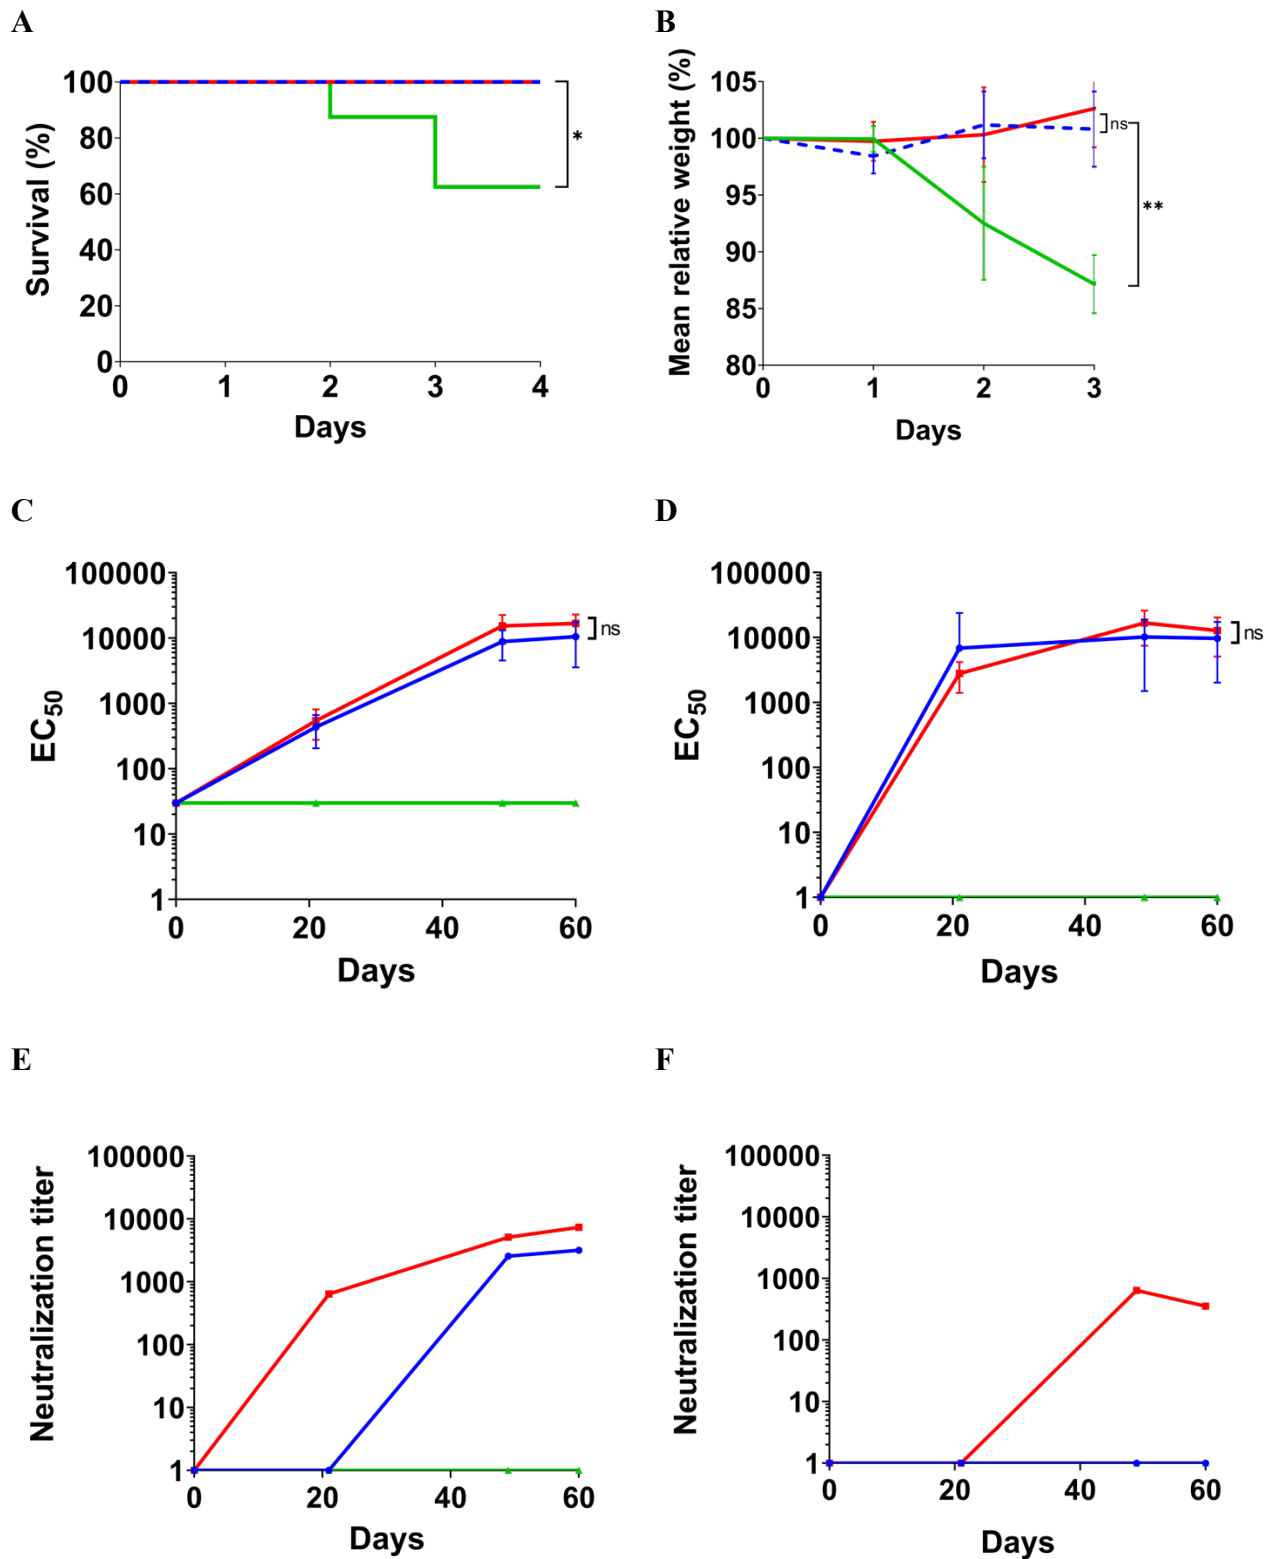 A
Survival (%)
100
80
60
40
20
0
0 1 2 3 4
Days
*
B
Mean relative weight (%)
105
100
95
90
85
80
0 1 2 3
Days
ns
**
C
EC50
100000
10000
1000
100
10
1
0 20 40 60
Days
ns
D
EC50
100000
10000
1000
100
10
1
0 20 40 60
Days
ns
E
Neutralization titer
100000
10000
1000
100
10
1
0 20 40 60
Days
F
Neutralization titer
100000
10000
1000
100
10
1
0 20 40 60
Days